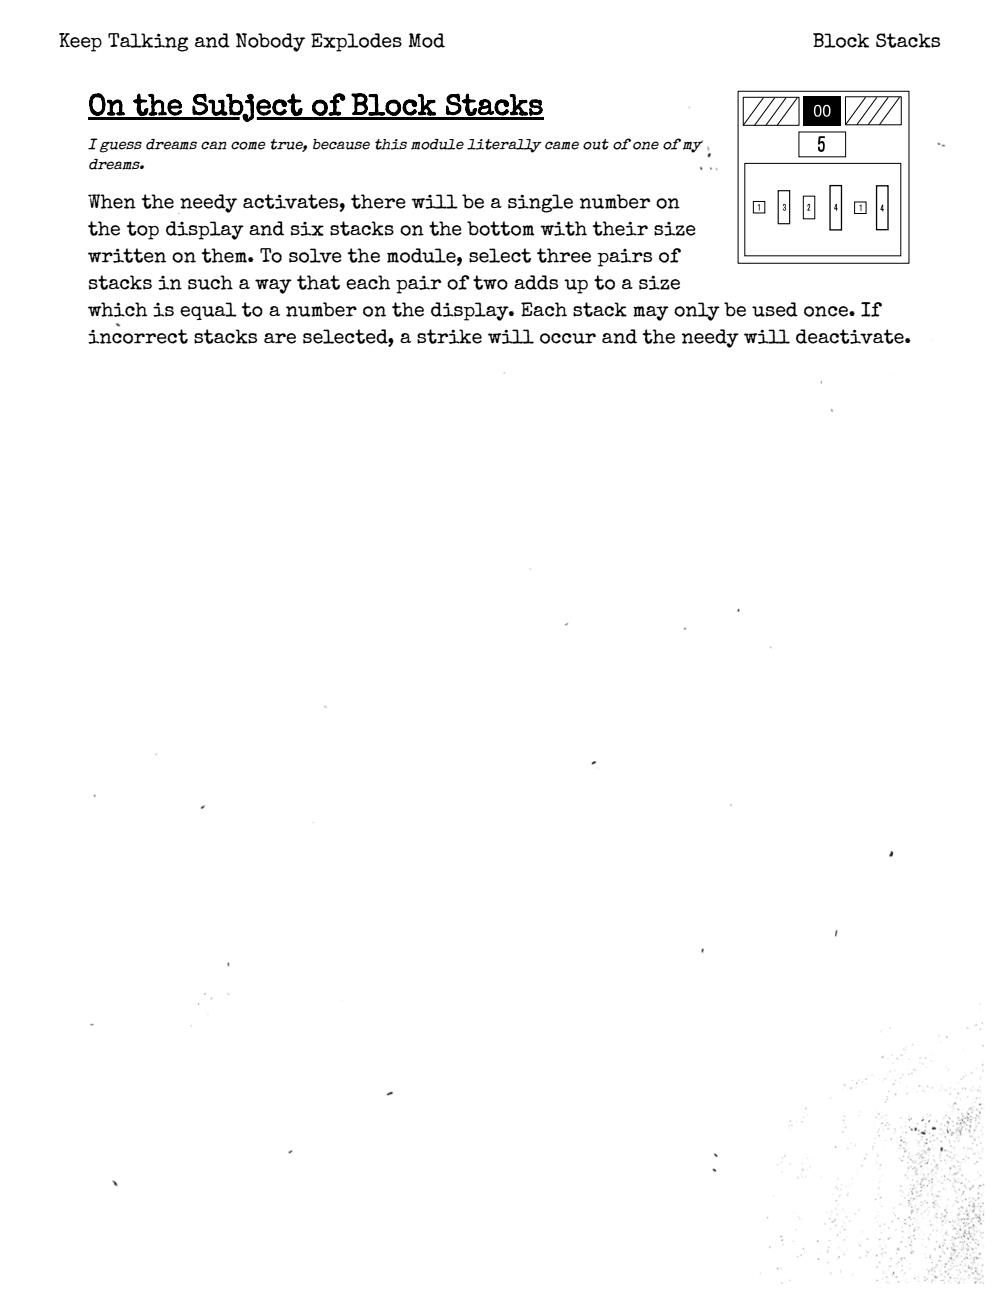 Keep Talking and Nobody Explodes Mod
Block Stacks
On the Subject of Block Stacks
I guess dreams can come true, because this module literally came out of one of my
dreams.
00
5
1 3 2 4 1 4
When the needy activates, there will be a single number on
the top display and six stacks on the bottom with their size
written on them. To solve the module, select three pairs of
stacks in such a way that each pair of two adds up to a size
which is equal to a number on the display. Each stack may only be used once. If
incorrect stacks are selected, a strike will occur and the needy will deactivate.